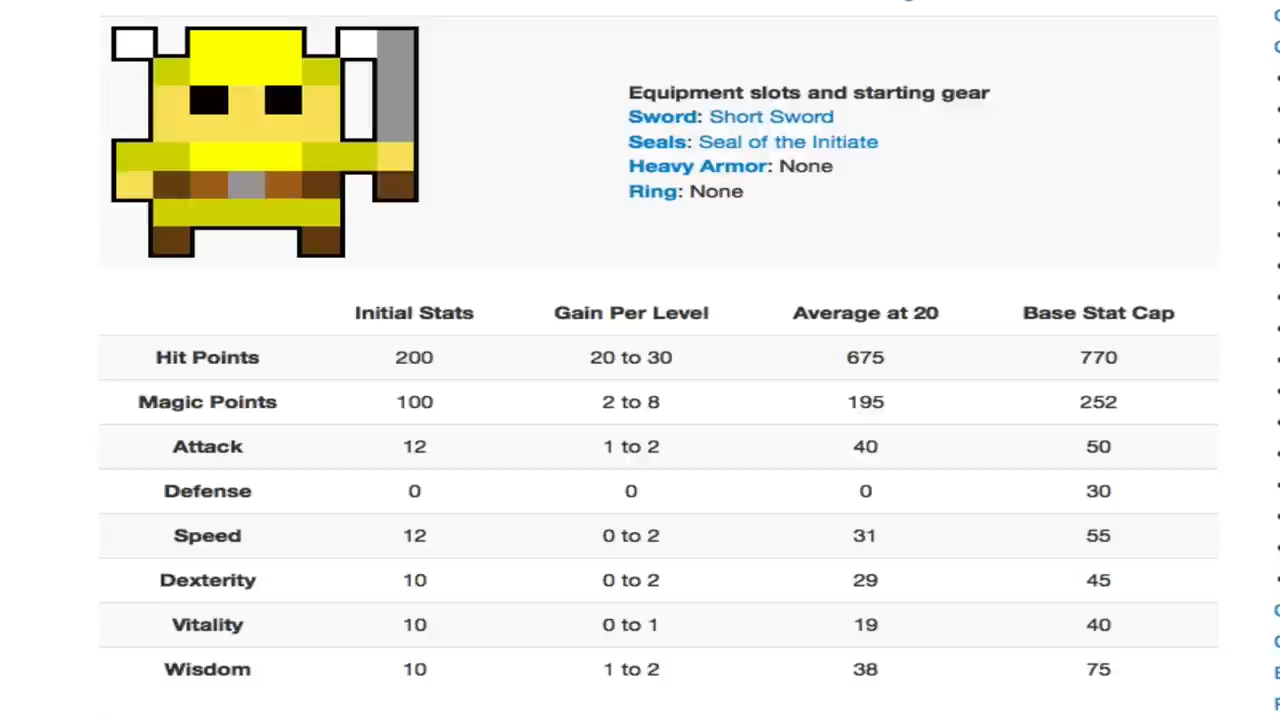 Equipment slots and starting gear
Sword: Short Sword
Seals: Seal of the Initiate
Heavy Armor: None
Ring: None
Initial Stats Gain Per Level Average at 20 Base Stat Cap
Hit Points 200 20 to 30 675 770
Magic Points 100 2 to 8 195 252
Attack 12 1 to 2 40 50
Defense 0 0 0 30
Speed 12 0 to 2 31 55
Dexterity 10 0 to 2 29 45
Vitality 10 0 to 1 19 40
Wisdom 10 1 to 2 38 75